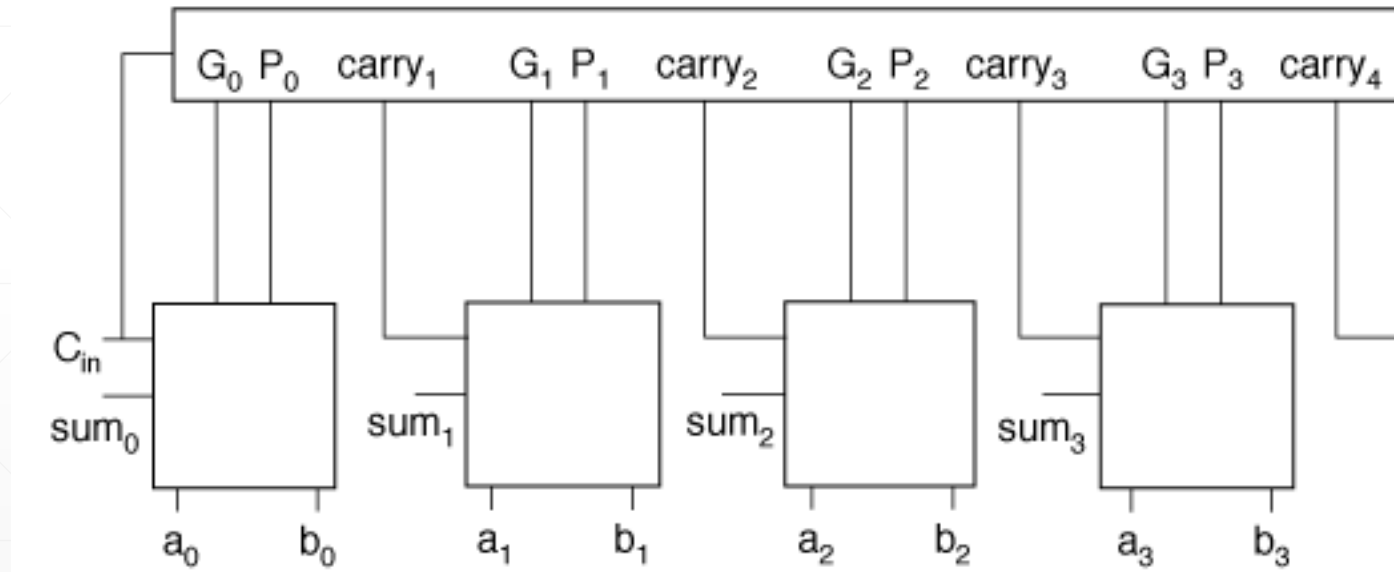 G₀ P₀ carry₁ G₁ P₁ carry₂ G₂ P₂ carry₃ G₃ P₃ carry₄
Cᵢₙ
sum₀ sum₁ sum₂ sum₃
a₀ b₀ a₁ b₁ a₂ b₂ a₃ b₃